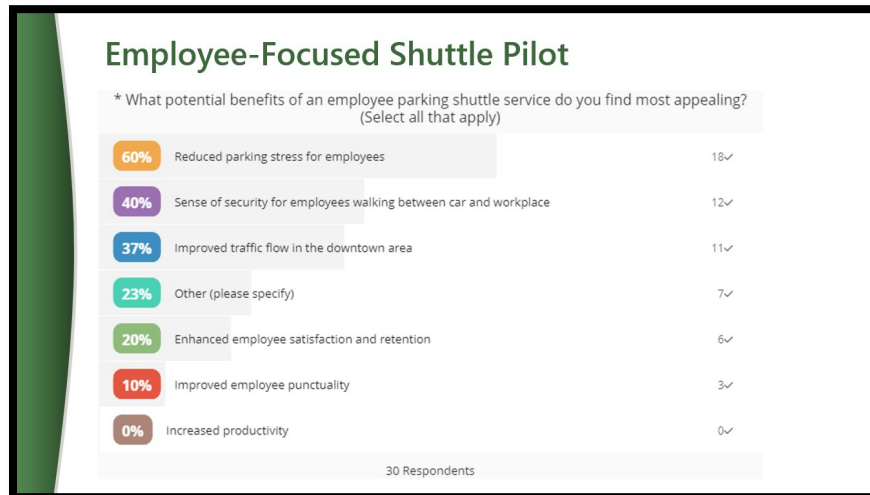 Employee-Focused Shuttle Pilot
* What potential benefits of an employee parking shuttle service do you find most appealing?
(Select all that apply)
60% Reduced parking stress for employees 18✓
40% Sense of security for employees walking between car and workplace 12✓
37% Improved traffic flow in the downtown area 11✓
23% Other (please specify) 7✓
20% Enhanced employee satisfaction and retention 6✓
10% Improved employee punctuality 3✓
0% Increased productivity 0✓
30 Respondents